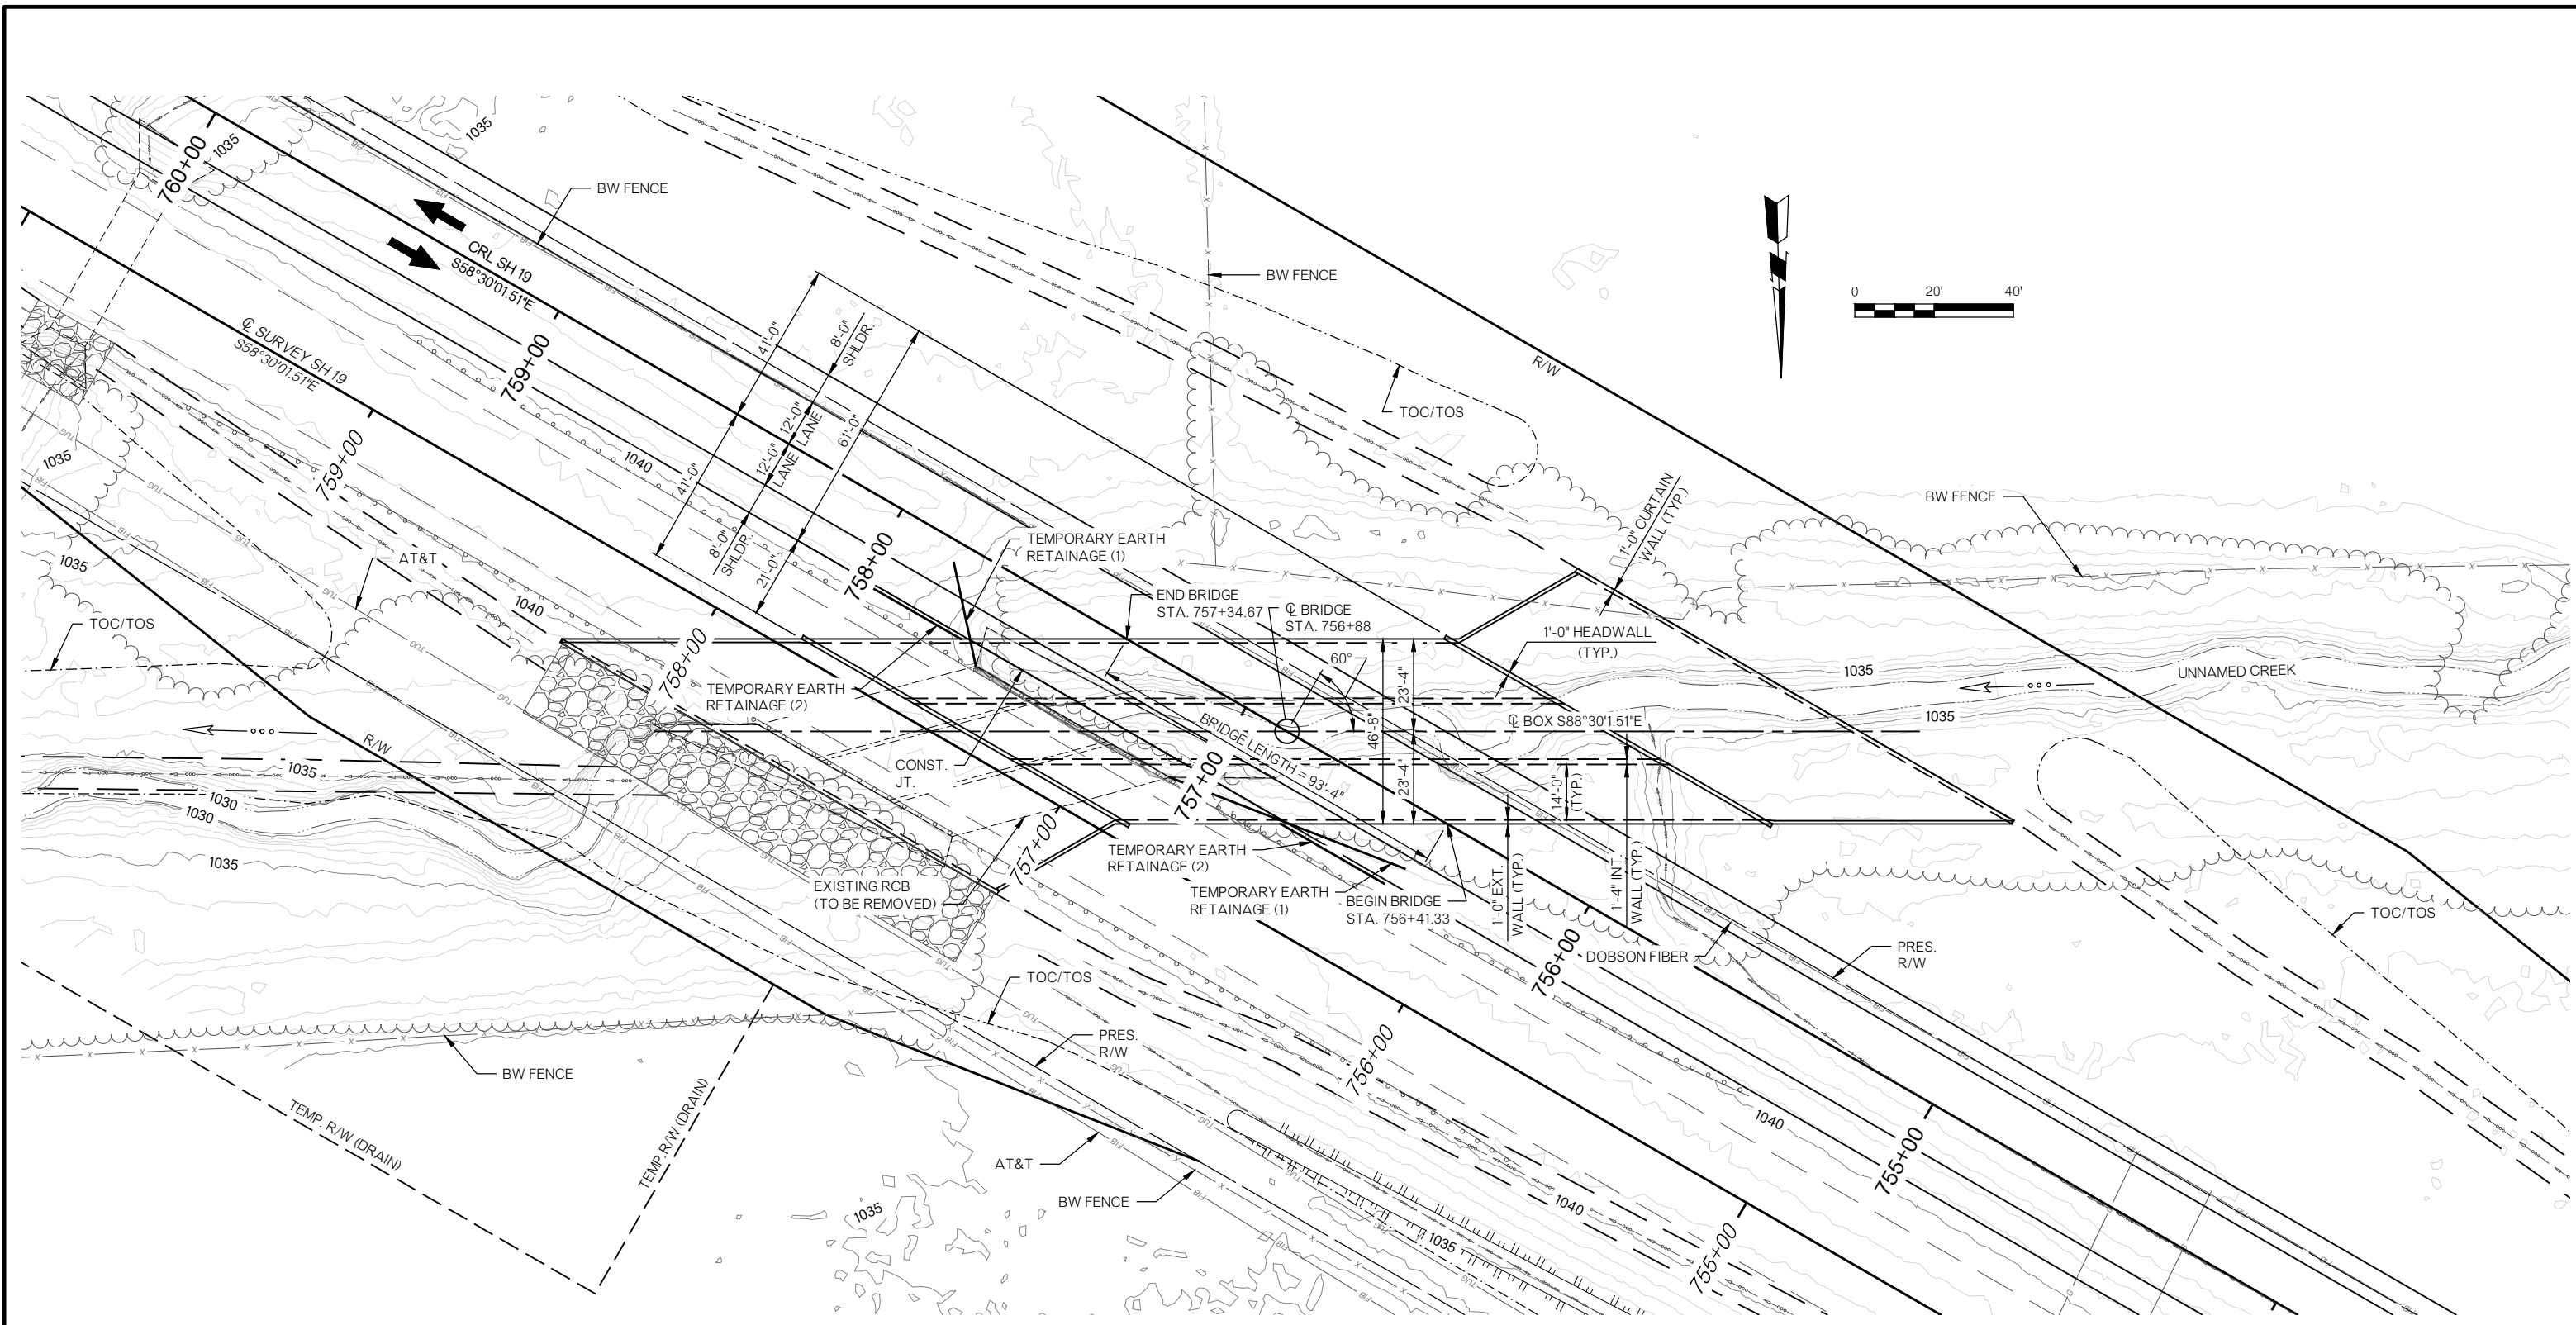 1035
1035
760+00
BW FENCE
CRL SH 19
S58°30'01.51"E
BW FENCE
0 20' 40'
℄ SURVEY SH 19
S58°30'01.51"E
759+00
41'-0"
8'-0"
SHLDR.
12'-0"
LANE
12'-0"
LANE
61'-0"
41'-0"
8'-0"
SHLDR.
21'-0"
R/W
TOC/TOS
1035
759+00
1040
1'-0" CURTAIN
WALL (TYP.)
BW FENCE
1035
AT&T
1040
758+00
TEMPORARY EARTH
RETAINAGE (1)
END BRIDGE
STA. 757+34.67
℄ BRIDGE
STA. 756+88
TOC/TOS
1'-0" HEADWALL
(TYP.)
60°
23'-4"
46'-8"
23'-4"
758+00
TEMPORARY EARTH
RETAINAGE (2)
1035
UNNAMED CREEK
1035
℄ BOX S88°30'1.51"E
BRIDGE LENGTH = 93'-4"
R/W
CONST.
JT.
1035
1030
1030
1035
757+00
757+00
14'-0"
(TYP.)
TEMPORARY EARTH
RETAINAGE (2)
EXISTING RCB
(TO BE REMOVED)
TEMPORARY EARTH
RETAINAGE (1)
BEGIN BRIDGE
STA. 756+41.33
1'-0" EXT.
WALL (TYP.)
1'-4" INT.
WALL (TYP.)
TOC/TOS
DOBSON FIBER
PRES.
R/W
756+00
TOC/TOS
PRES.
R/W
756+00
BW FENCE
TEMP. R/W (DRAIN)
TEMP. R/W (DRAIN)
1040
755+00
AT&T
BW FENCE
1035
1040
1035
755+00